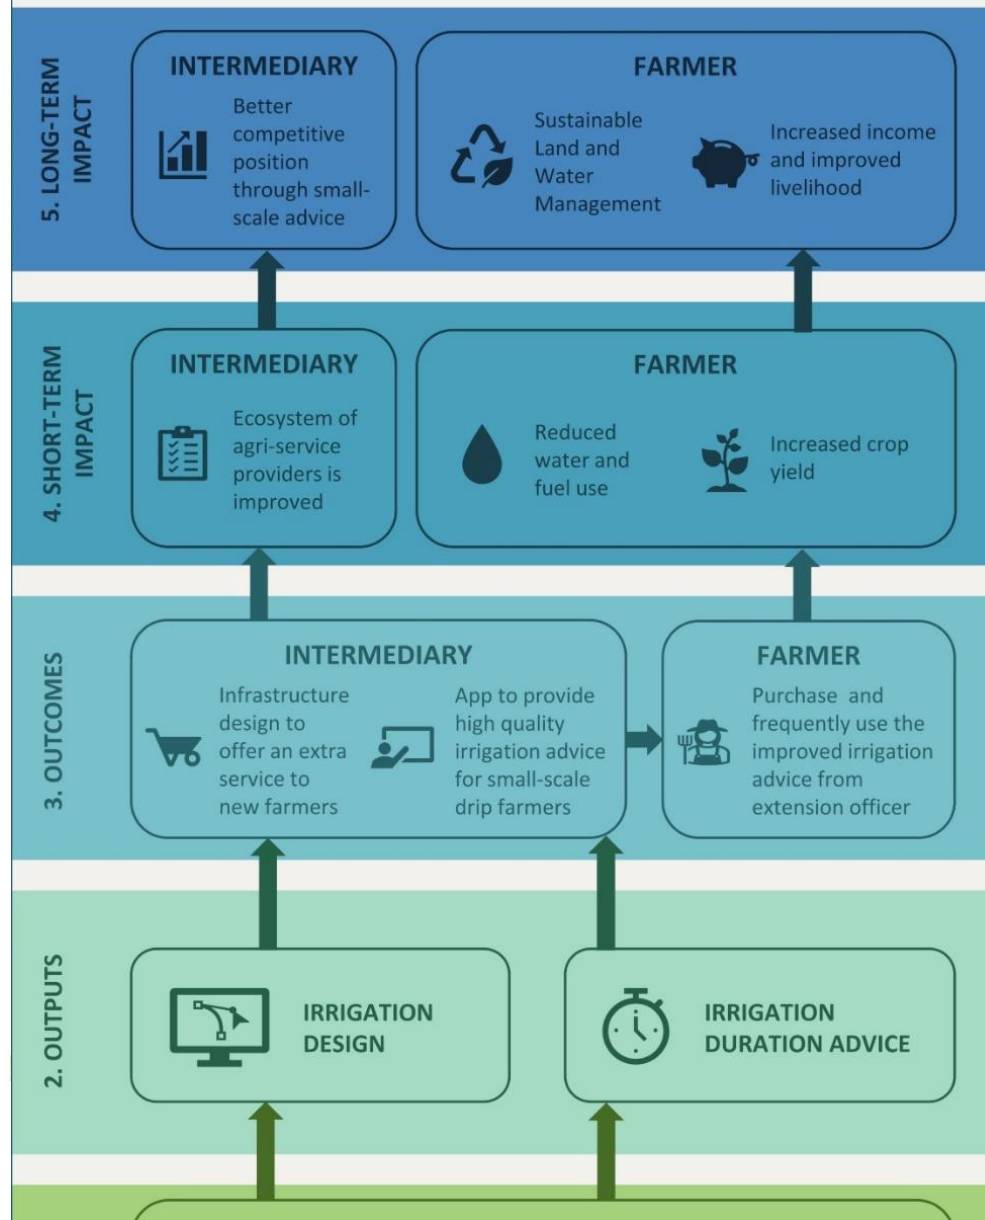 5. LONG-TERM
IMPACT
INTERMEDIARY
Better
competitive
position
through small-
scale advice
FARMER
Sustainable
Land and
Water
Management
Increased income
and improved
livelihood
4. SHORT-TERM
IMPACT
INTERMEDIARY
Ecosystem of
agri-service
providers is
improved
FARMER
Reduced
water and
fuel use
Increased crop
yield
3. OUTCOMES
INTERMEDIARY
Infrastructure
design to
offer an extra
service to
new farmers
App to provide
high quality
irrigation advice
for small-scale
drip farmers
FARMER
Purchase and
frequently use the
improved irrigation
advice from
extension officer
2. OUTPUTS
IRRIGATION
DESIGN
IRRIGATION
DURATION ADVICE